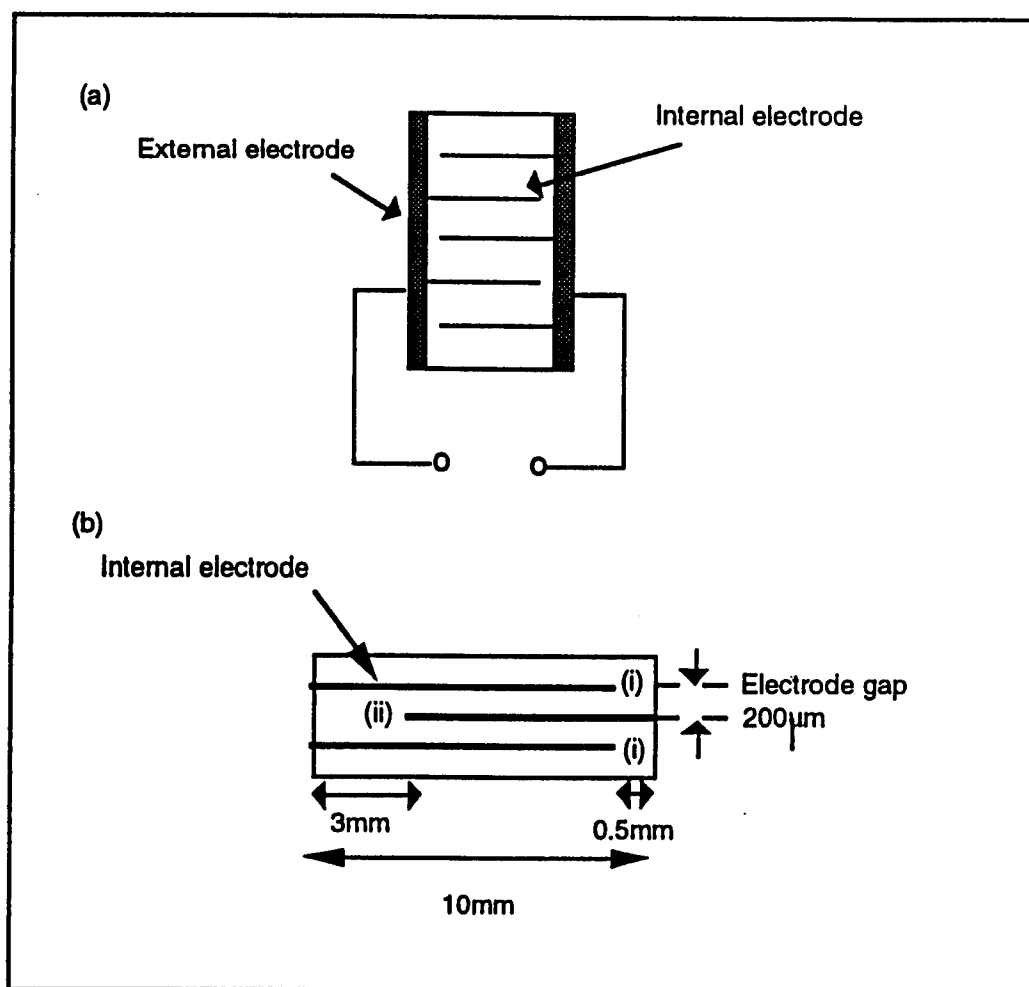 (a)
Internal electrode
External electrode
(b)
Internal electrode
(i)
Electrode gap
(ii)
200µm
(i)
3mm
0.5mm
10mm